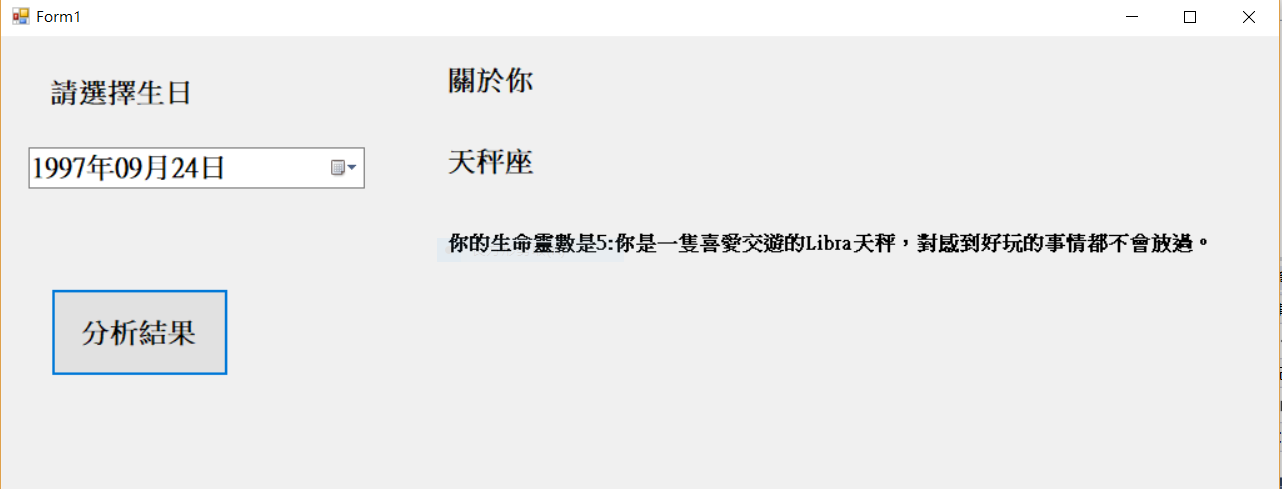 Form1
請選擇生日
1997年09月24日
分析結果
關於你
天秤座
你的生命靈數是5:你是一隻喜愛交遊的Libra天秤，對感到好玩的事情都不會放過。